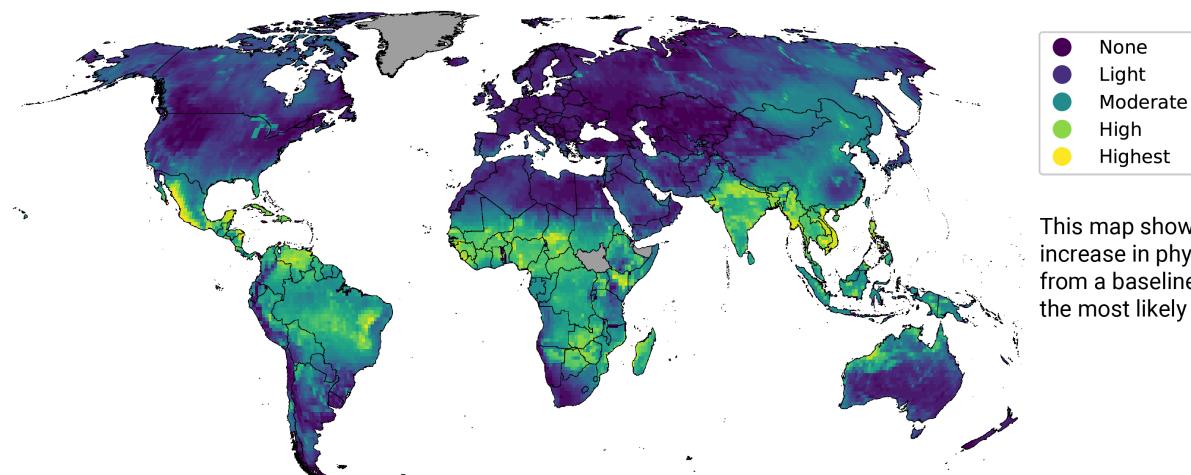 None
Light
Moderate
High
Highest
This map show
increase in phy
from a baseline
the most likely